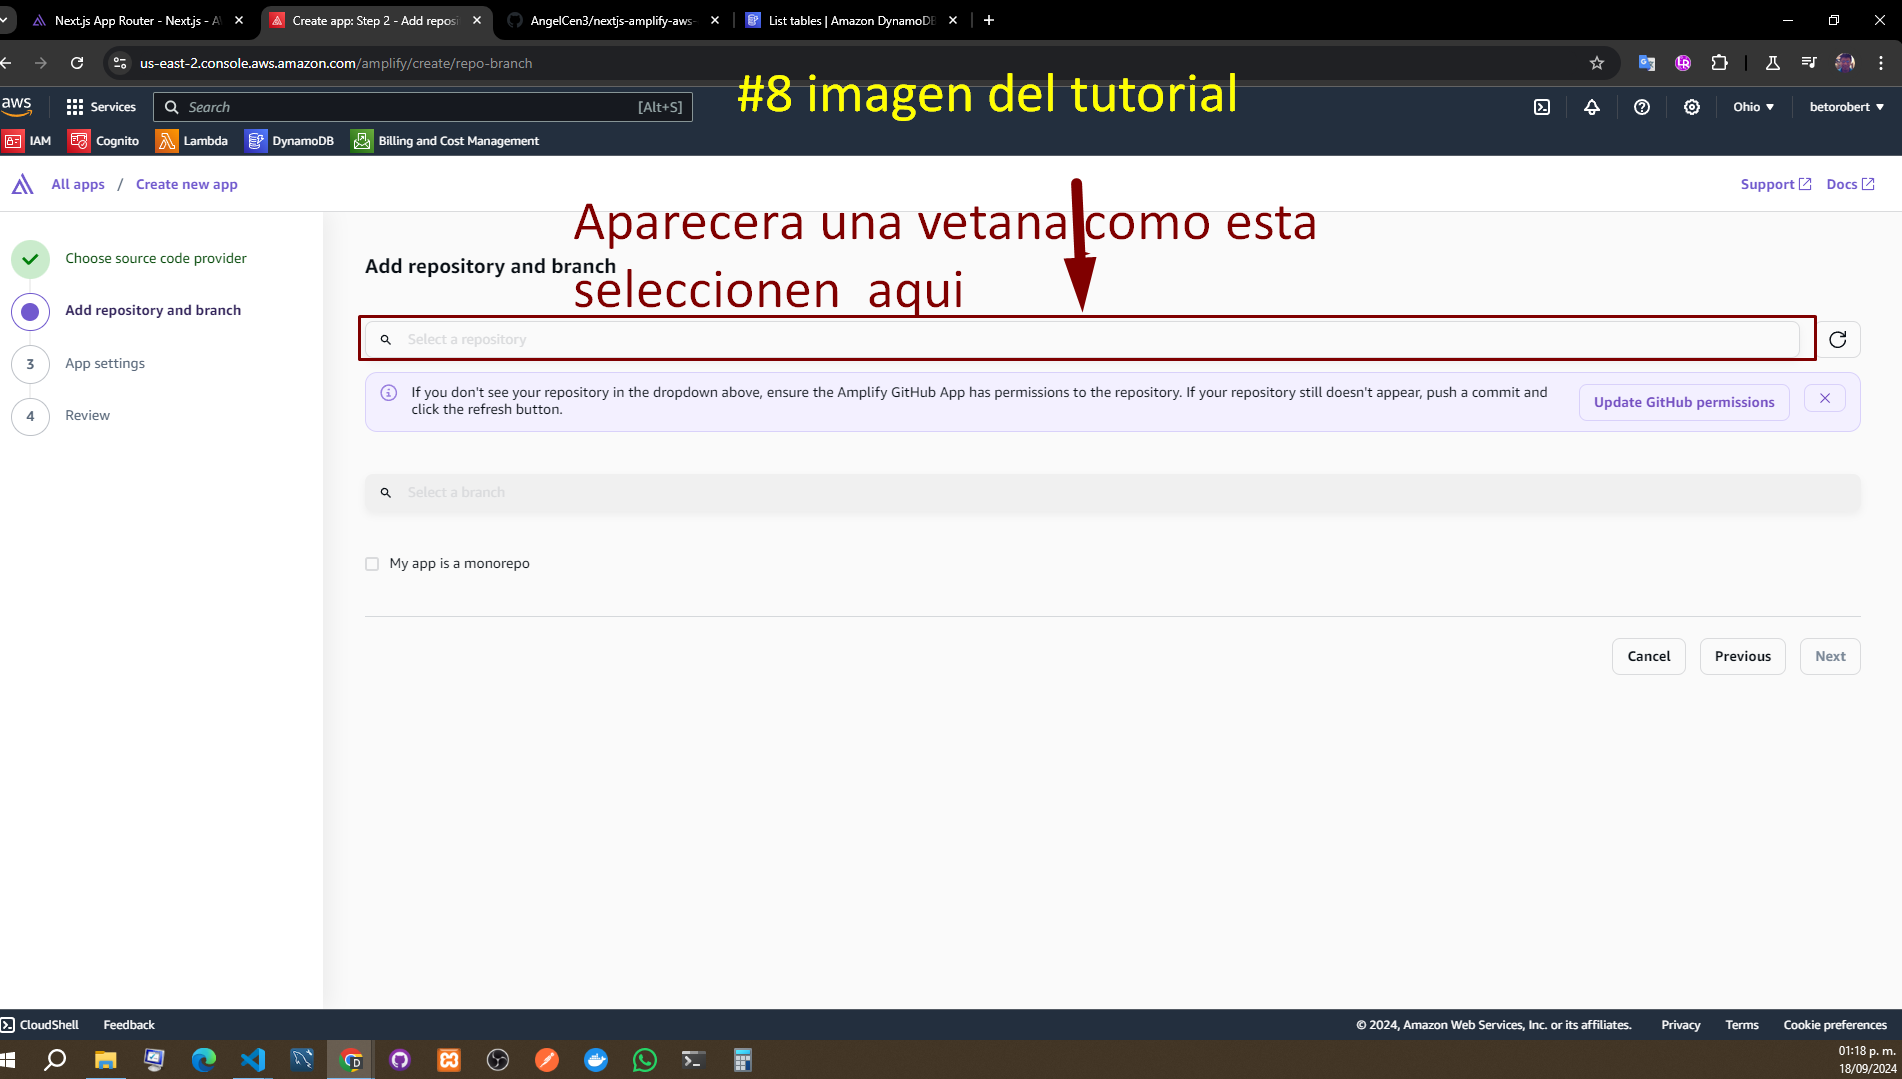 Next.js App Router - Next.js - A
Create app: Step 2 - Add reposi
AngelCen3/nextjs-amplify-aws-
List tables | Amazon DynamoDB
us-east-2.console.aws.amazon.com/amplify/create/repo-branch
#8 imagen del tutorial
aws
Services
Search
[Alt+S]
Ohio
betorobert
IAM
Cognito
Lambda
DynamoDB
Billing and Cost Management
All apps / Create new app
Support
Docs
Aparecera una vetana como esta
seleccionen aqui
Choose source code provider
Add repository and branch
3 App settings
4 Review
Add repository and branch
Select a repository
If you don't see your repository in the dropdown above, ensure the Amplify GitHub App has permissions to the repository. If your repository still doesn't appear, push a commit and
click the refresh button.
Update GitHub permissions
Select a branch
My app is a monorepo
Cancel
Previous
Next
CloudShell
Feedback
© 2024, Amazon Web Services, Inc. or its affiliates.
Privacy
Terms
Cookie preferences
01:18 p. m.
18/09/2024